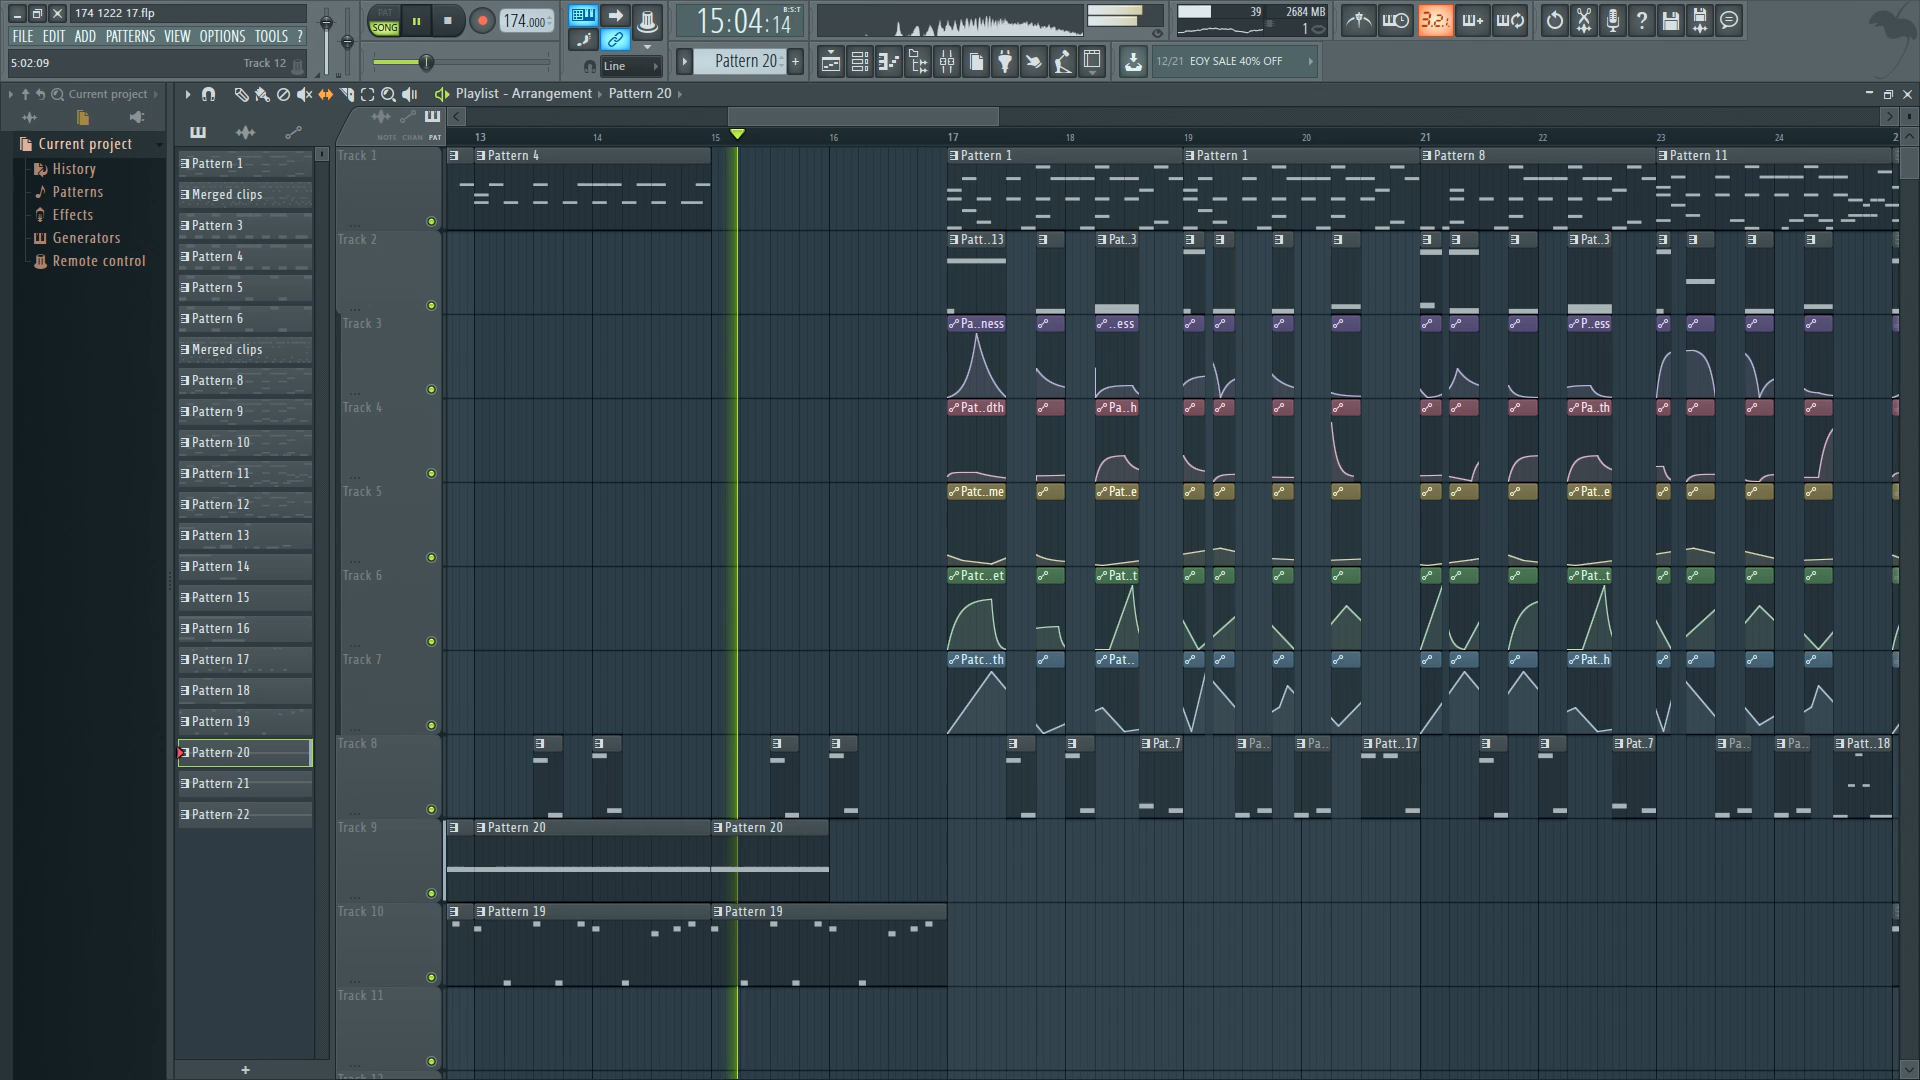 174 1222 17.flp
FILE EDIT ADD PATTERNS VIEW OPTIONS TOOLS ?
5:02:09 Track 12
PAT
SONG
174.000
15:04:14
B:S:T
39 2684 MB
1
3.2.
Line
Pattern 20
12/21 EOY SALE 40% OFF
Current project
Playlist - Arrangement › Pattern 20
NOTE CHAN PAT
Current project
History
Patterns
Effects
Generators
Remote control
Pattern 1
Merged clips
Pattern 3
Pattern 4
Pattern 5
Pattern 6
Merged clips
Pattern 8
Pattern 9
Pattern 10
Pattern 11
Pattern 12
Pattern 13
Pattern 14
Pattern 15
Pattern 16
Pattern 17
Pattern 18
Pattern 19
Pattern 20
Pattern 21
Pattern 22
13 14 15 16 17 18 19 20 21 22 23 24
Track 1 Pattern 4 Pattern 1 Pattern 1 Pattern 8 Pattern 11
Track 2 Patt..13 Pat..3 Pat..3
Track 3 Pa..ness ..ess P..ess
Track 4 Pat..dth Pa..h Pa..th
Track 5 Patc..me Pat..e Pat..e
Track 6 Patc..et Pat..t Pat..t
Track 7 Patc..th Pat.. Pat..h
Track 8 Pat..7 Pa.. Pa.. Patt..17 Pat..7 Pa.. Pa.. Patt..18
Track 9 Pattern 20 Pattern 20
Track 10 Pattern 19 Pattern 19
Track 11
Track 12